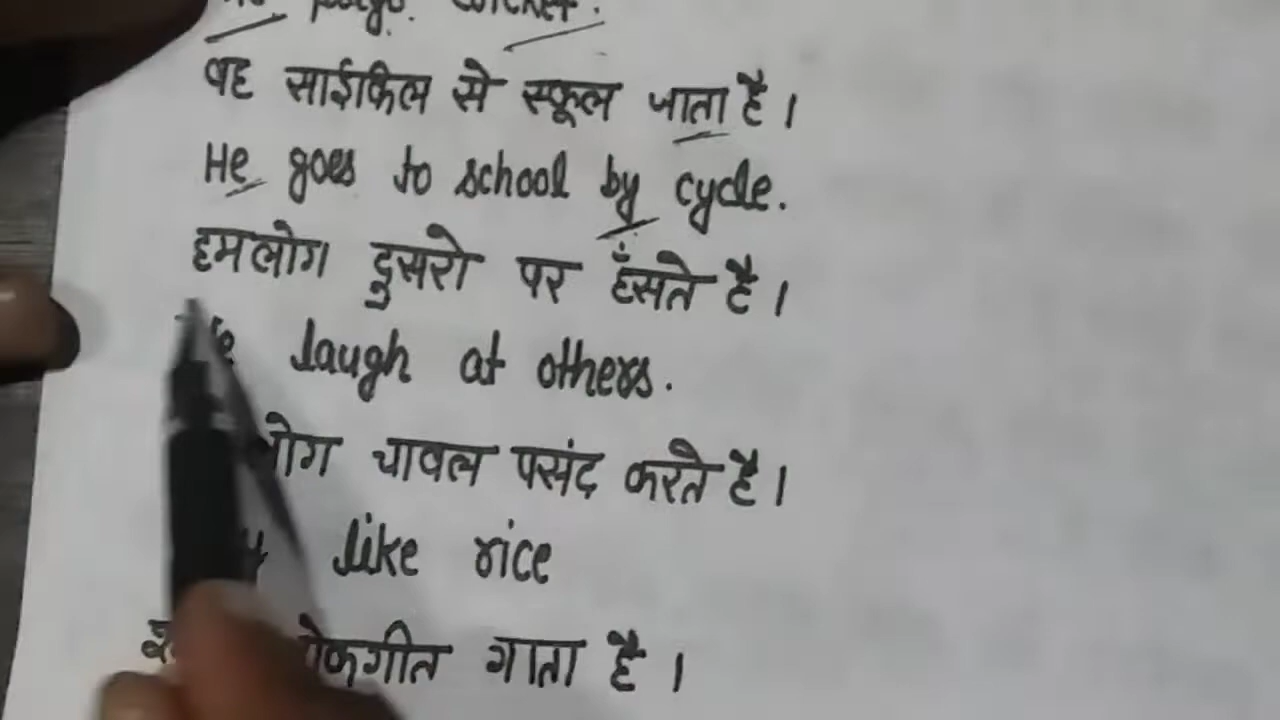 वह साईकिल से स्कूल जाता है।
He goes to school by cycle.
हमलोग दुसरो पर हँसते है।
laugh at others.
चावल पसंद करते है।
like rice
गाता है।